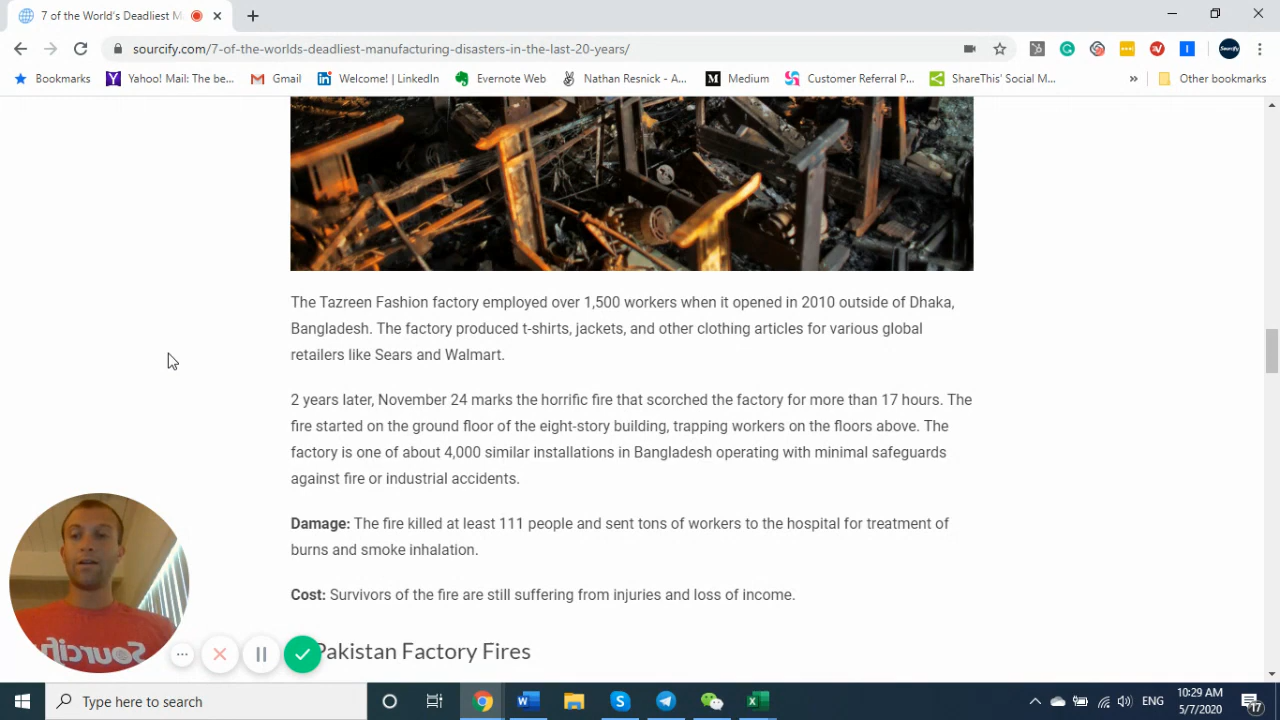 7 of the World's Deadliest M
sourcify.com/7-of-the-worlds-deadliest-manufacturing-disasters-in-the-last-20-years/
Bookmarks Yahoo! Mail: The be... Gmail Welcome! | LinkedIn Evernote Web Nathan Resnick - A... Medium Customer Referral P... ShareThis' Social M... » Other bookmarks
The Tazreen Fashion factory employed over 1,500 workers when it opened in 2010 outside of Dhaka,
Bangladesh. The factory produced t-shirts, jackets, and other clothing articles for various global
retailers like Sears and Walmart.
2 years later, November 24 marks the horrific fire that scorched the factory for more than 17 hours. The
fire started on the ground floor of the eight-story building, trapping workers on the floors above. The
factory is one of about 4,000 similar installations in Bangladesh operating with minimal safeguards
against fire or industrial accidents.
Damage: The fire killed at least 111 people and sent tons of workers to the hospital for treatment of
burns and smoke inhalation.
Cost: Survivors of the fire are still suffering from injuries and loss of income.
Pakistan Factory Fires
Sourcify
Type here to search
ENG
10:29 AM
5/7/2020
17